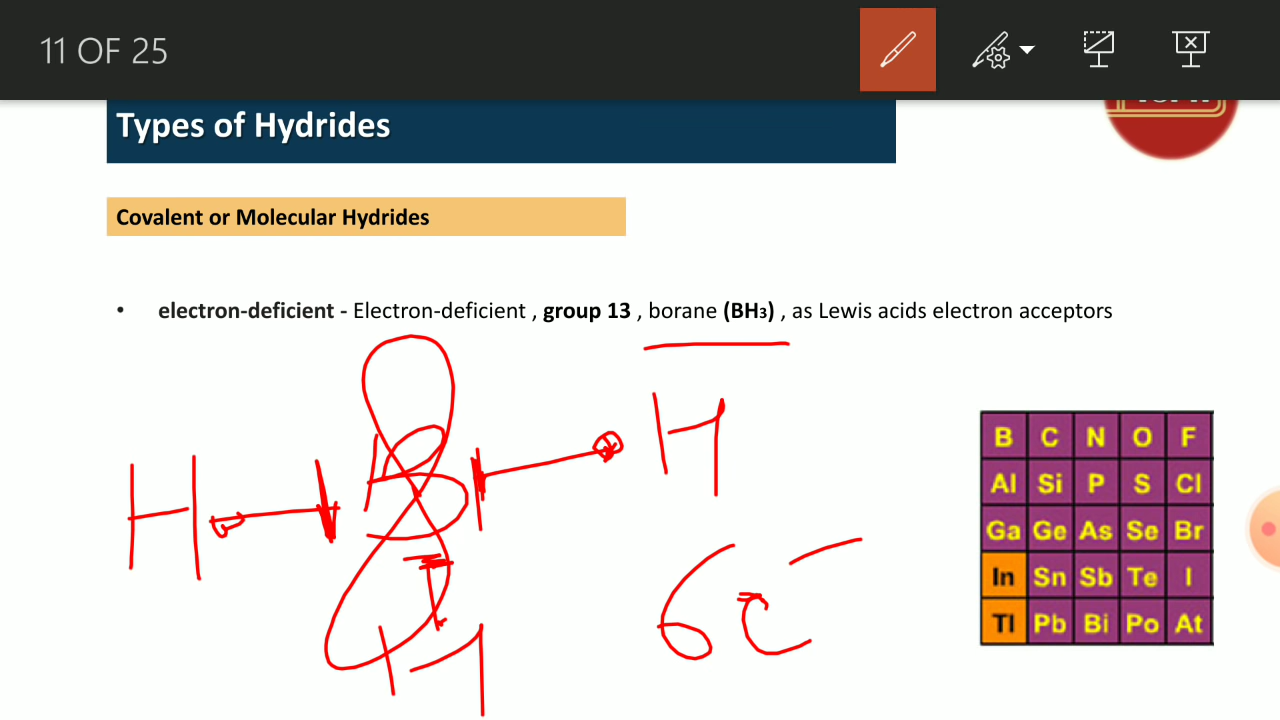 11 OF 25
Types of Hydrides
Covalent or Molecular Hydrides
• electron-deficient - Electron-deficient , group 13 , borane (BH₃) , as Lewis acids electron acceptors
H B H
H
6e⁻
B C N O F
Al Si P S Cl
Ga Ge As Se Br
In Sn Sb Te I
Tl Pb Bi Po At